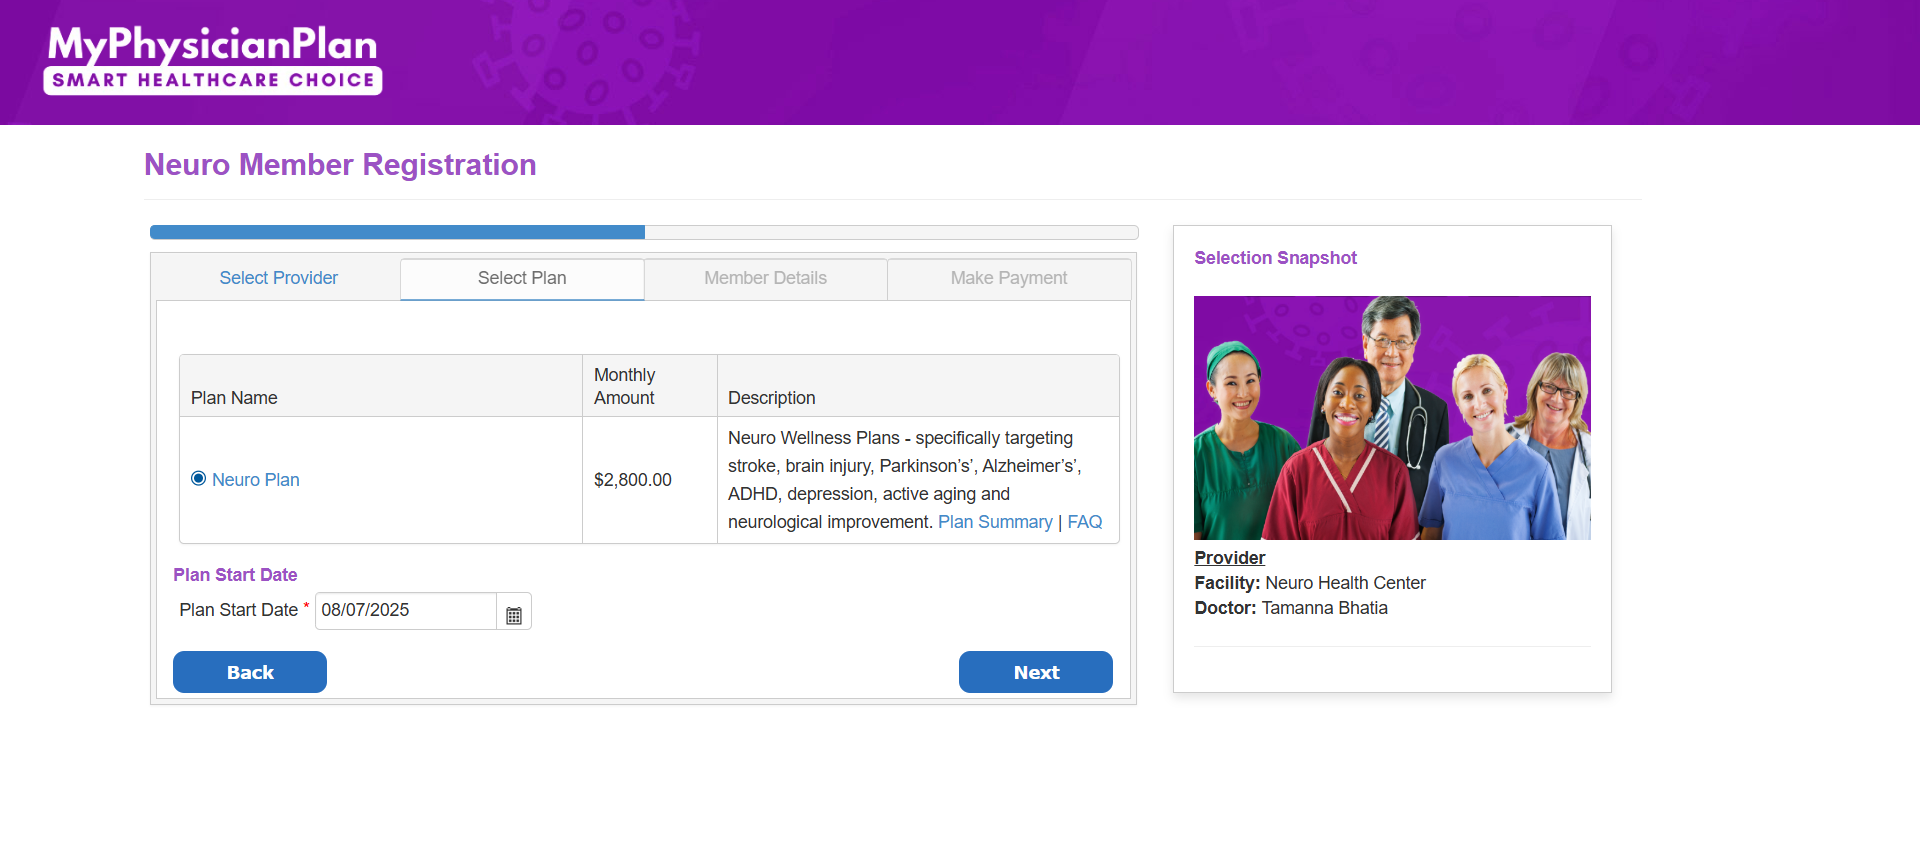 MyPhysicianPlan
SMART HEALTHCARE CHOICE
Neuro Member Registration
Select Provider
Select Plan
Member Details
Make Payment
Plan Name
Monthly
Amount
Description
Neuro Plan
$2,800.00
Neuro Wellness Plans - specifically targeting
stroke, brain injury, Parkinson’s’, Alzheimer’s’,
ADHD, depression, active aging and
neurological improvement. Plan Summary | FAQ
Plan Start Date
Plan Start Date * 08/07/2025
Back
Next
Selection Snapshot
Provider
Facility: Neuro Health Center
Doctor: Tamanna Bhatia